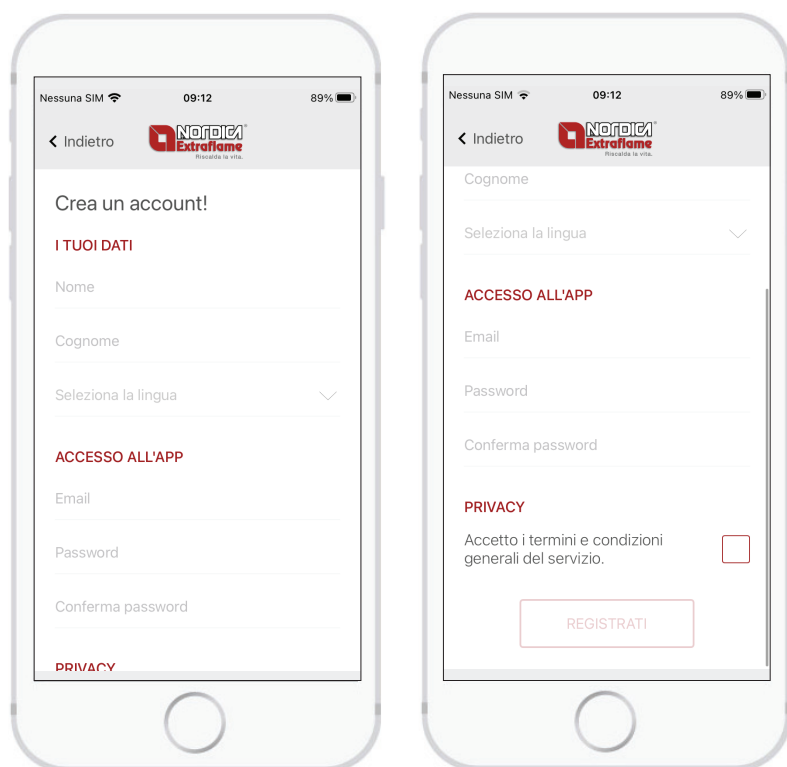 Nessuna SIM 09:12 89%
Indietro
NORDICA®
Extraflame
Riscalda la vita.
Crea un account!
I TUOI DATI
Nome
Cognome
Seleziona la lingua
ACCESSO ALL'APP
Email
Password
Conferma password
PRIVACY
Nessuna SIM 09:12 89%
Indietro
NORDICA®
Extraflame
Riscalda la vita.
Cognome
Seleziona la lingua
ACCESSO ALL'APP
Email
Password
Conferma password
PRIVACY
Accetto i termini e condizioni
generali del servizio.
REGISTRATI